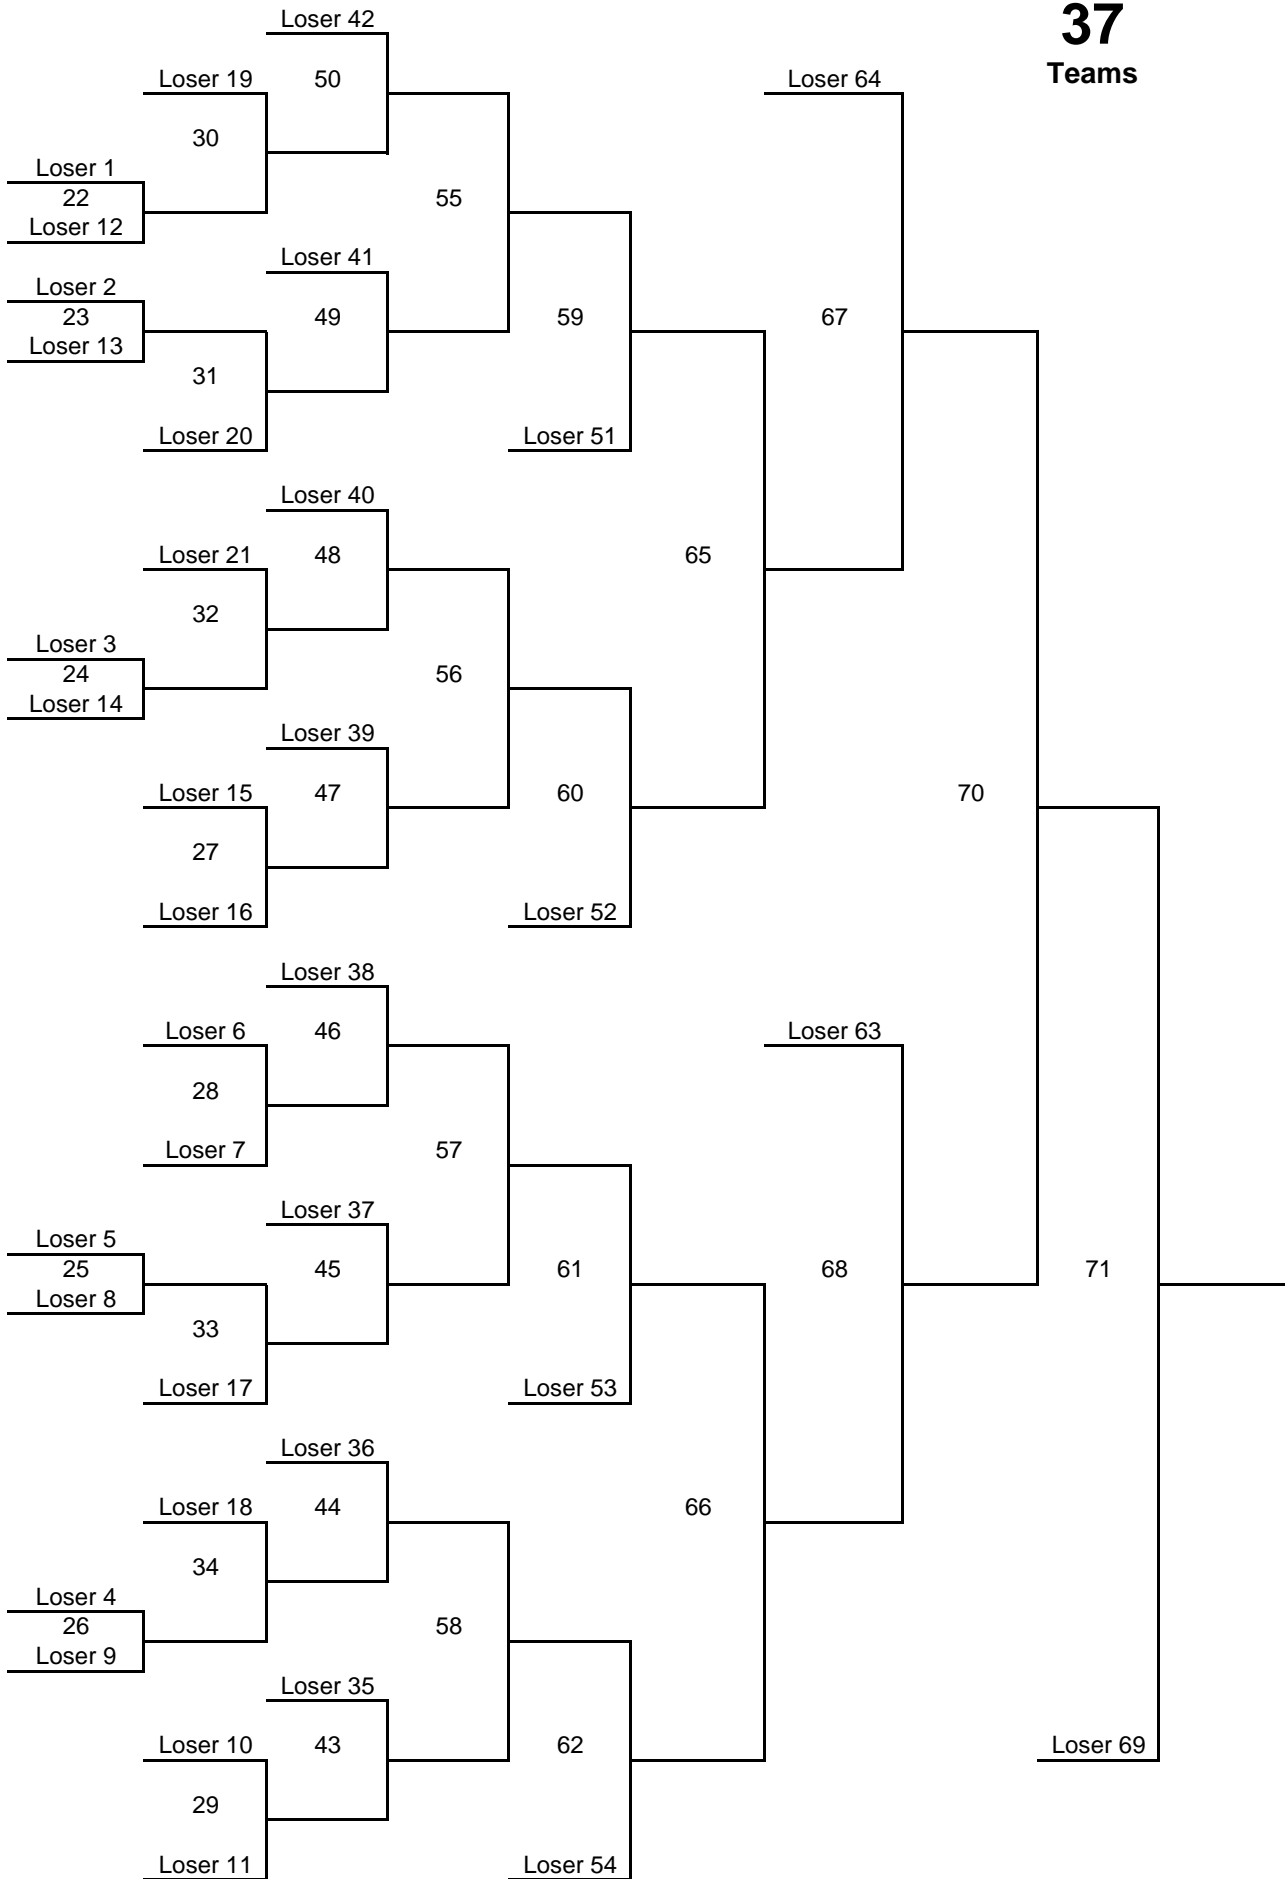 Loser 42
37
Loser 19
50
Loser 64
Teams
30
Loser 1
22
55
Loser 12
Loser 41
Loser 2
23
49
59
67
Loser 13
31
Loser 20
Loser 51
Loser 40
Loser 21
48
65
32
Loser 3
24
56
Loser 14
Loser 39
Loser 15
47
60
70
27
Loser 16
Loser 52
Loser 38
Loser 6
46
Loser 63
28
Loser 7
57
Loser 37
Loser 5
25
45
61
68
71
Loser 8
33
Loser 17
Loser 53
Loser 36
Loser 18
44
66
34
Loser 4
26
58
Loser 9
Loser 35
Loser 10
43
62
Loser 69
29
Loser 11
Loser 54